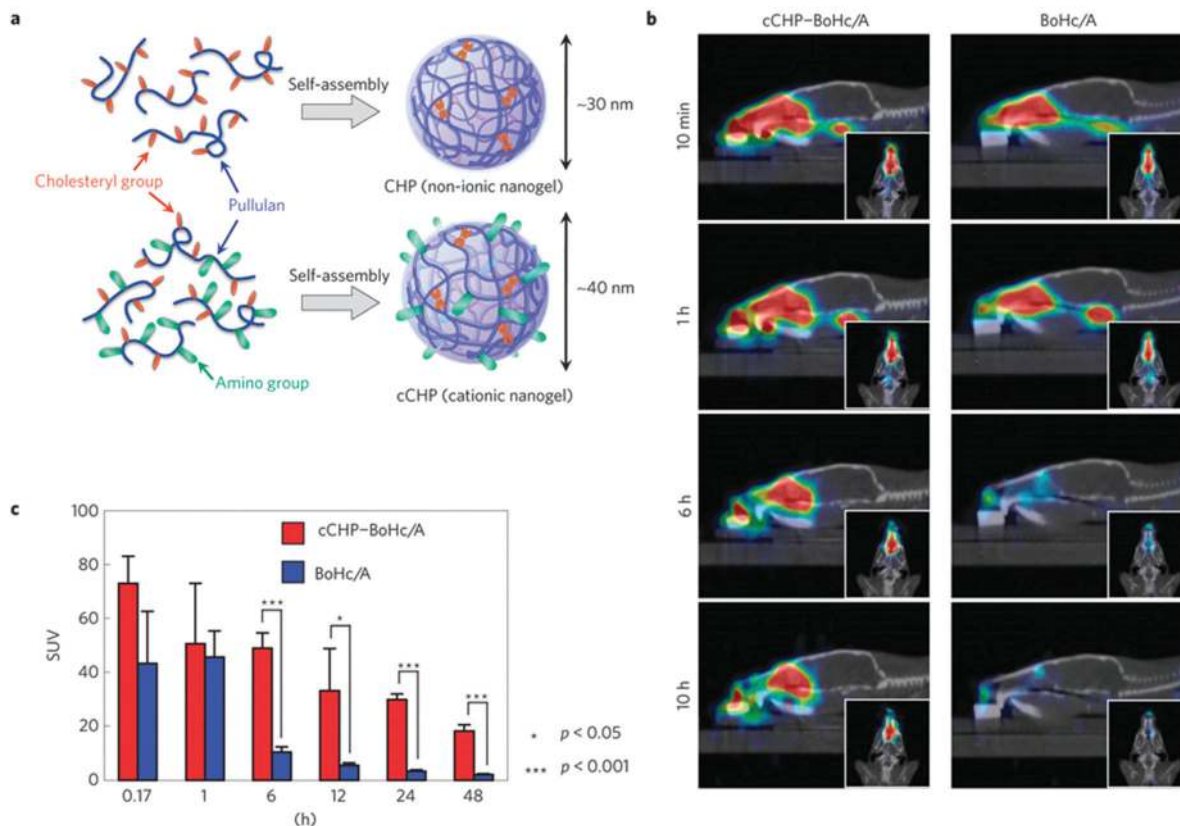 a
Self-assembly
~30 nm
CHP (non-ionic nanogel)
Cholesteryl group
Pullulan
Self-assembly
~40 nm
Amino group
cCHP (cationic nanogel)
b
cCHP–BoHc/A
BoHc/A
10 min
1 h
6 h
10 h
c
100
80
60
40
20
0
SUV
cCHP–BoHc/A
BoHc/A
***
*
***
***
0.17
1
6
12
24
48
(h)
* p < 0.05
*** p < 0.001